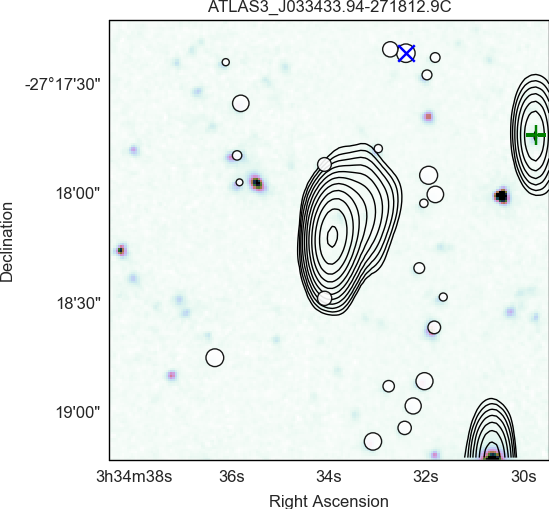 ATLAS3_J033433.94-271812.9C
-27°17'30"
18'00"
18'30"
19'00"
Declination
3h34m38s 36s 34s 32s 30s
Right Ascension